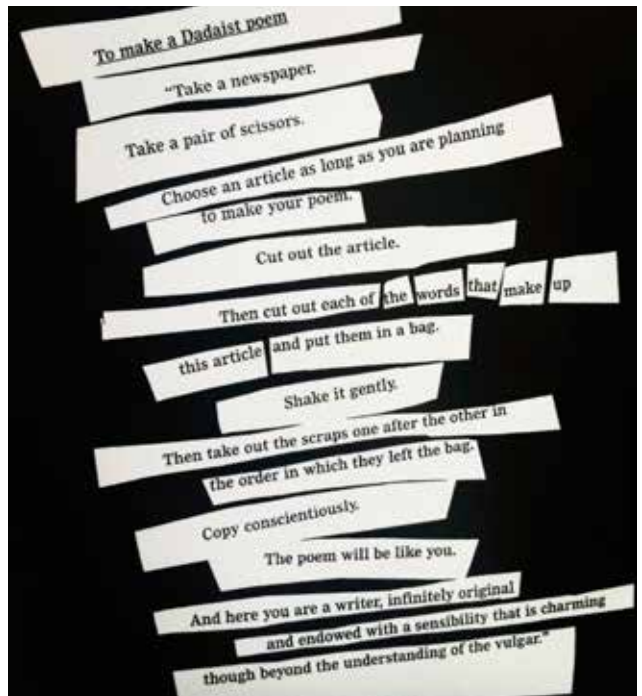 To make a Dadaist poem
“Take a newspaper.
Take a pair of scissors.
Choose an article as long as you are planning
to make your poem.
Cut out the article.
Then cut out each of the words that make up
this article and put them in a bag.
Shake it gently.
Then take out the scraps one after the other in
the order in which they left the bag.
Copy conscientiously.
The poem will be like you.
And here you are a writer, infinitely original
and endowed with a sensibility that is charming
though beyond the understanding of the vulgar.”